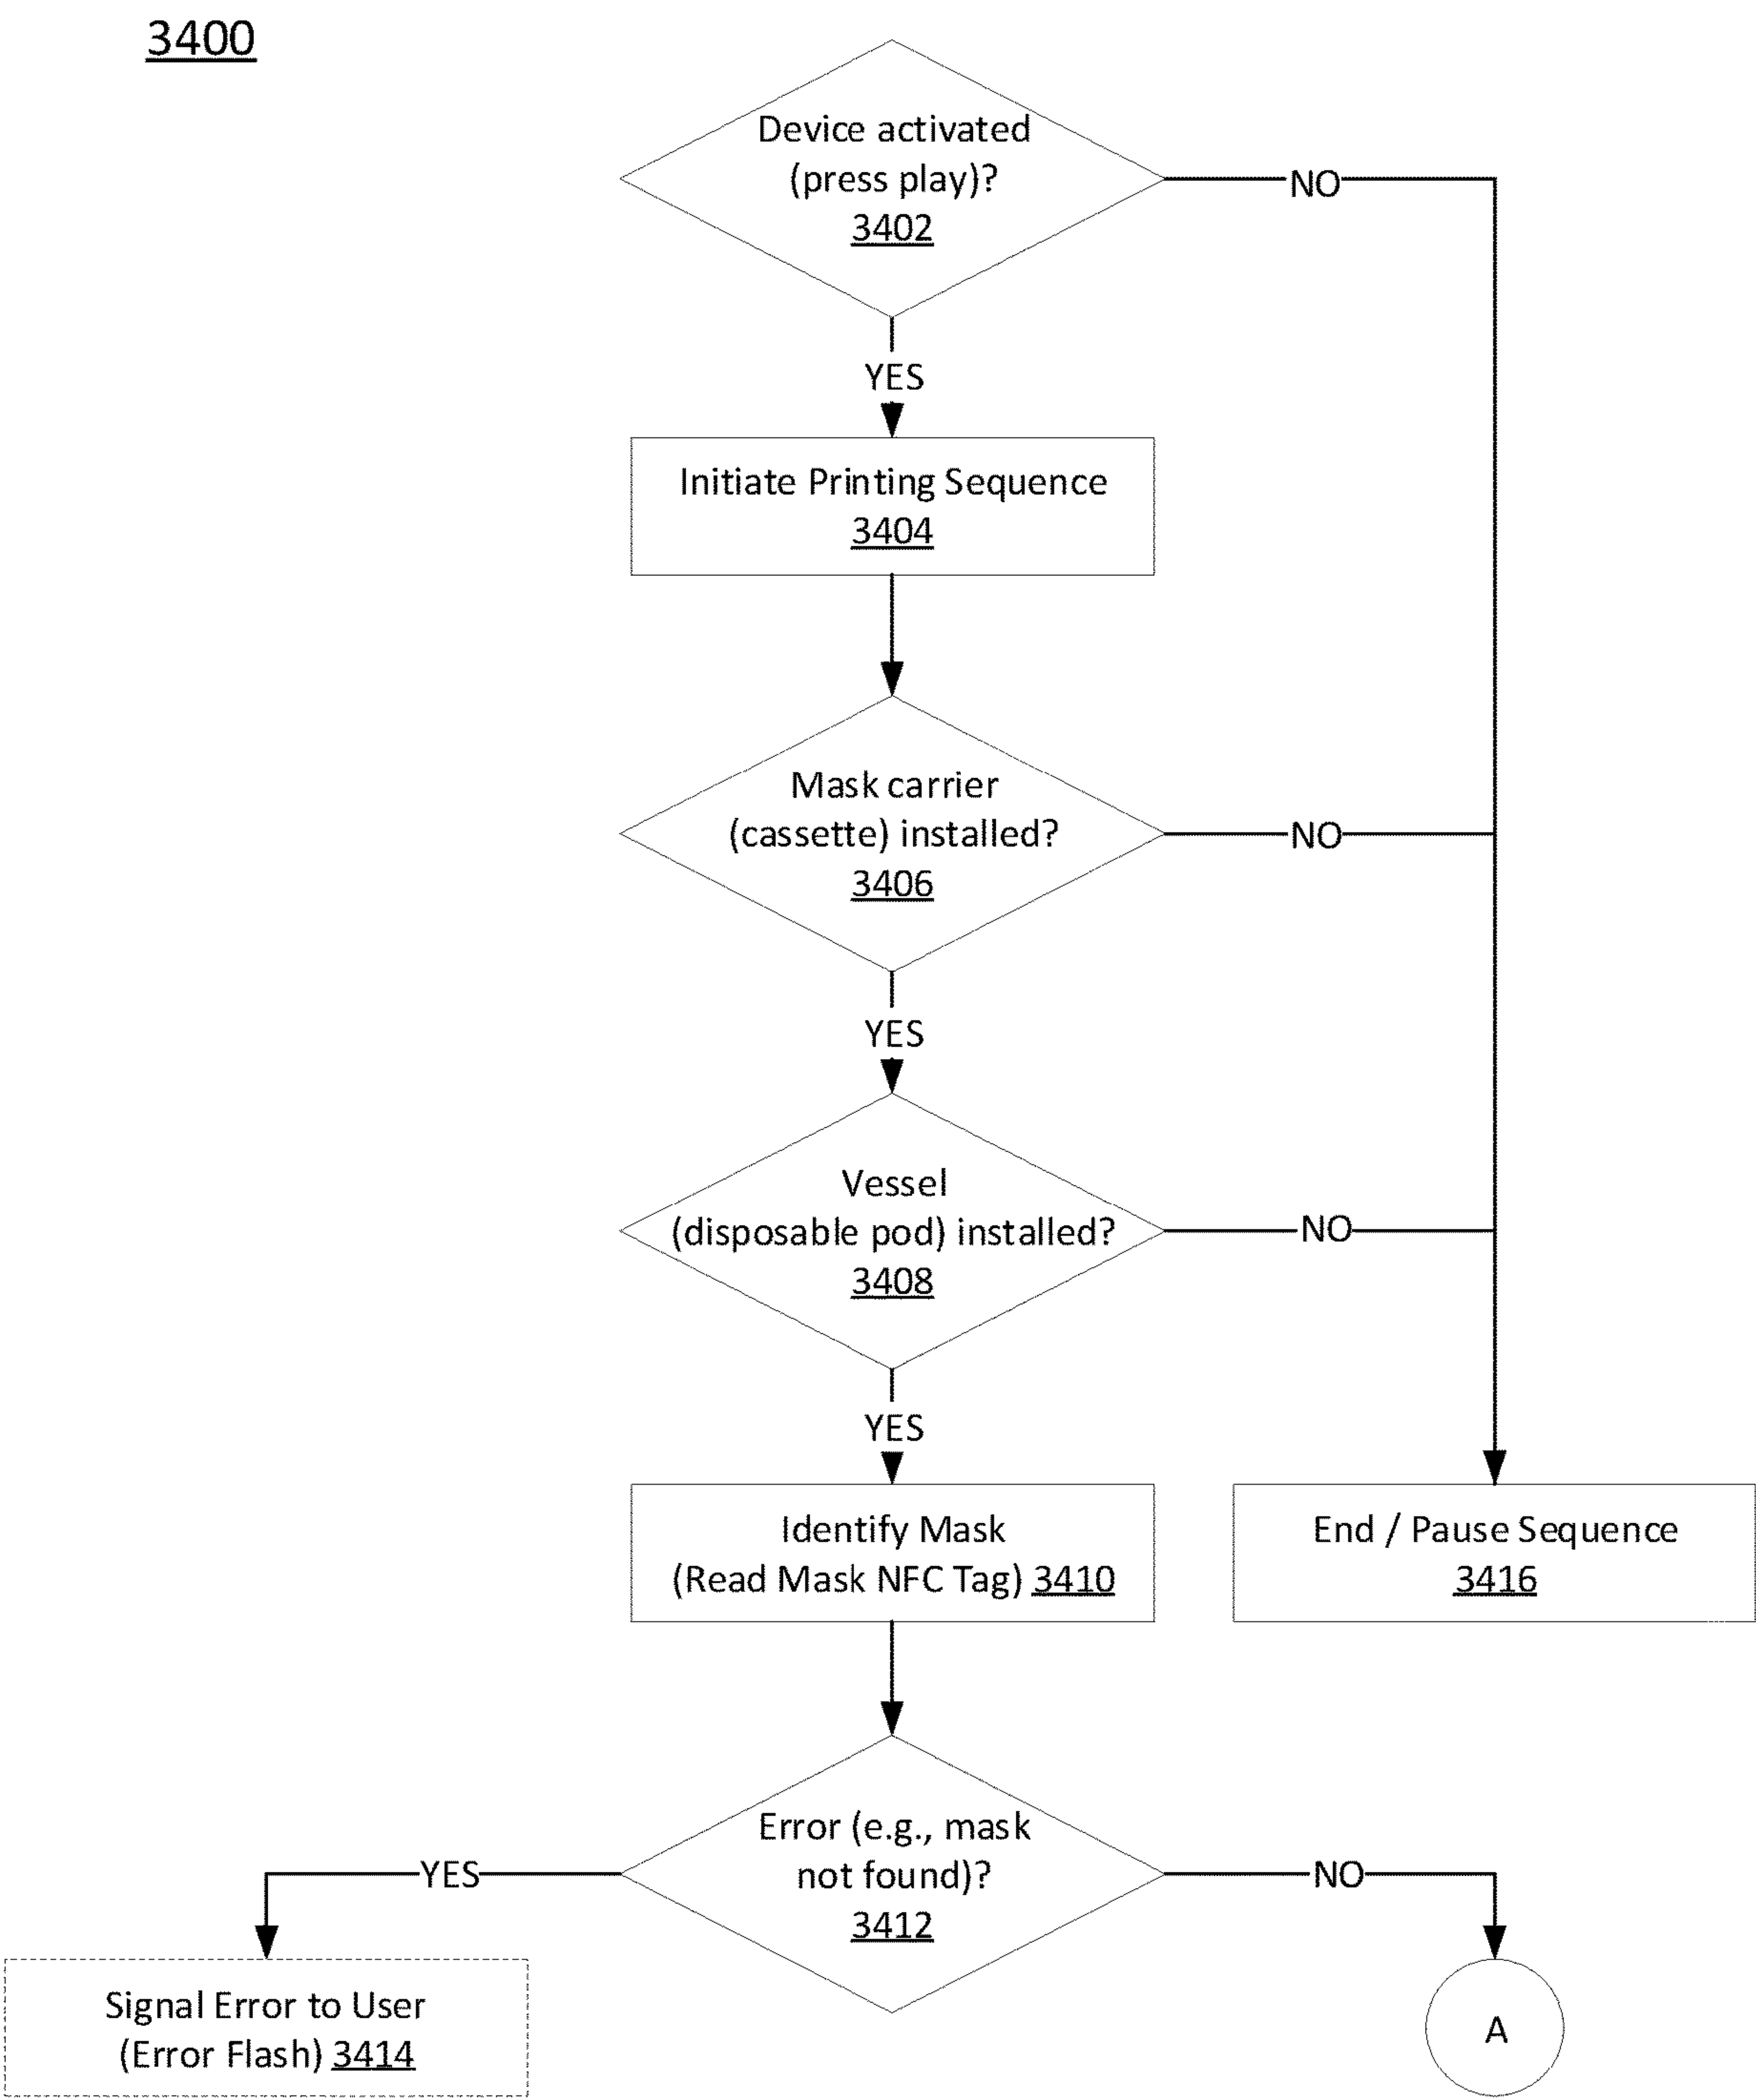 3400
Device activated
(press play)?
3402
NO
YES
Initiate Printing Sequence
3404
Mask carrier
(cassette) installed?
3406
NO
YES
Vessel
(disposable pod) installed?
3408
NO
YES
Identify Mask
(Read Mask NFC Tag) 3410
End / Pause Sequence
3416
Error (e.g., mask
not found)?
3412
YES
NO
Signal Error to User
(Error Flash) 3414
A